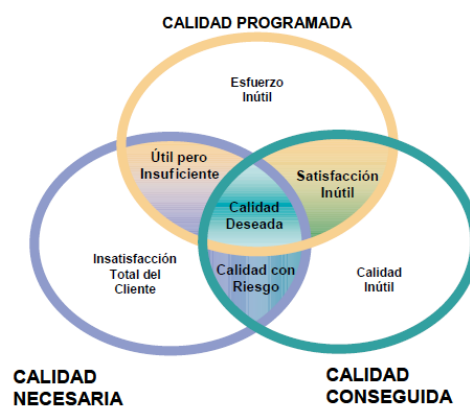 CALIDAD PROGRAMADA
Esfuerzo
Inútil
Útil pero
Insuficiente
Satisfacción
Inútil
Calidad
Deseada
Insatisfacción
Total del
Cliente
Calidad con
Riesgo
Calidad
Inútil
CALIDAD
NECESARIA
CALIDAD
CONSEGUIDA